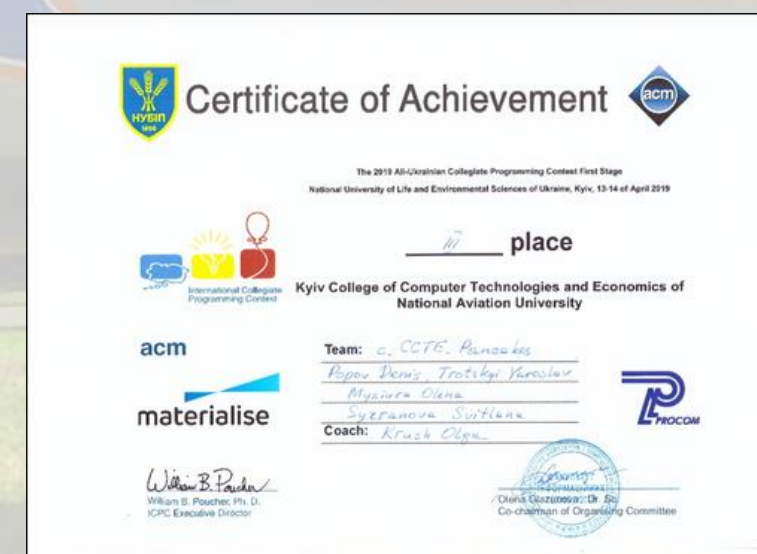 НУБІП
1898
Certificate of Achievement
acm
The 2019 All-Ukrainian Collegiate Programming Contest First Stage
National University of Life and Environmental Sciences of Ukraine, Kyiv, 13-14 of April 2019
III place
International Collegiate
Programming Contest
Kyiv College of Computer Technologies and Economics of
National Aviation University
acm
materialise
Team: c. CCTE_Pancakes
Popov Denis, Trotskyi Yaroslav
Mysiura Olena
Syzranova Svitlana
Coach: Krush Olga
PROCOM
William B. Poucher
William B. Poucher, Ph. D.
ICPC Executive Director
Olena Glazunova, Dr. Sc.
Co-chairman of Organising Committee